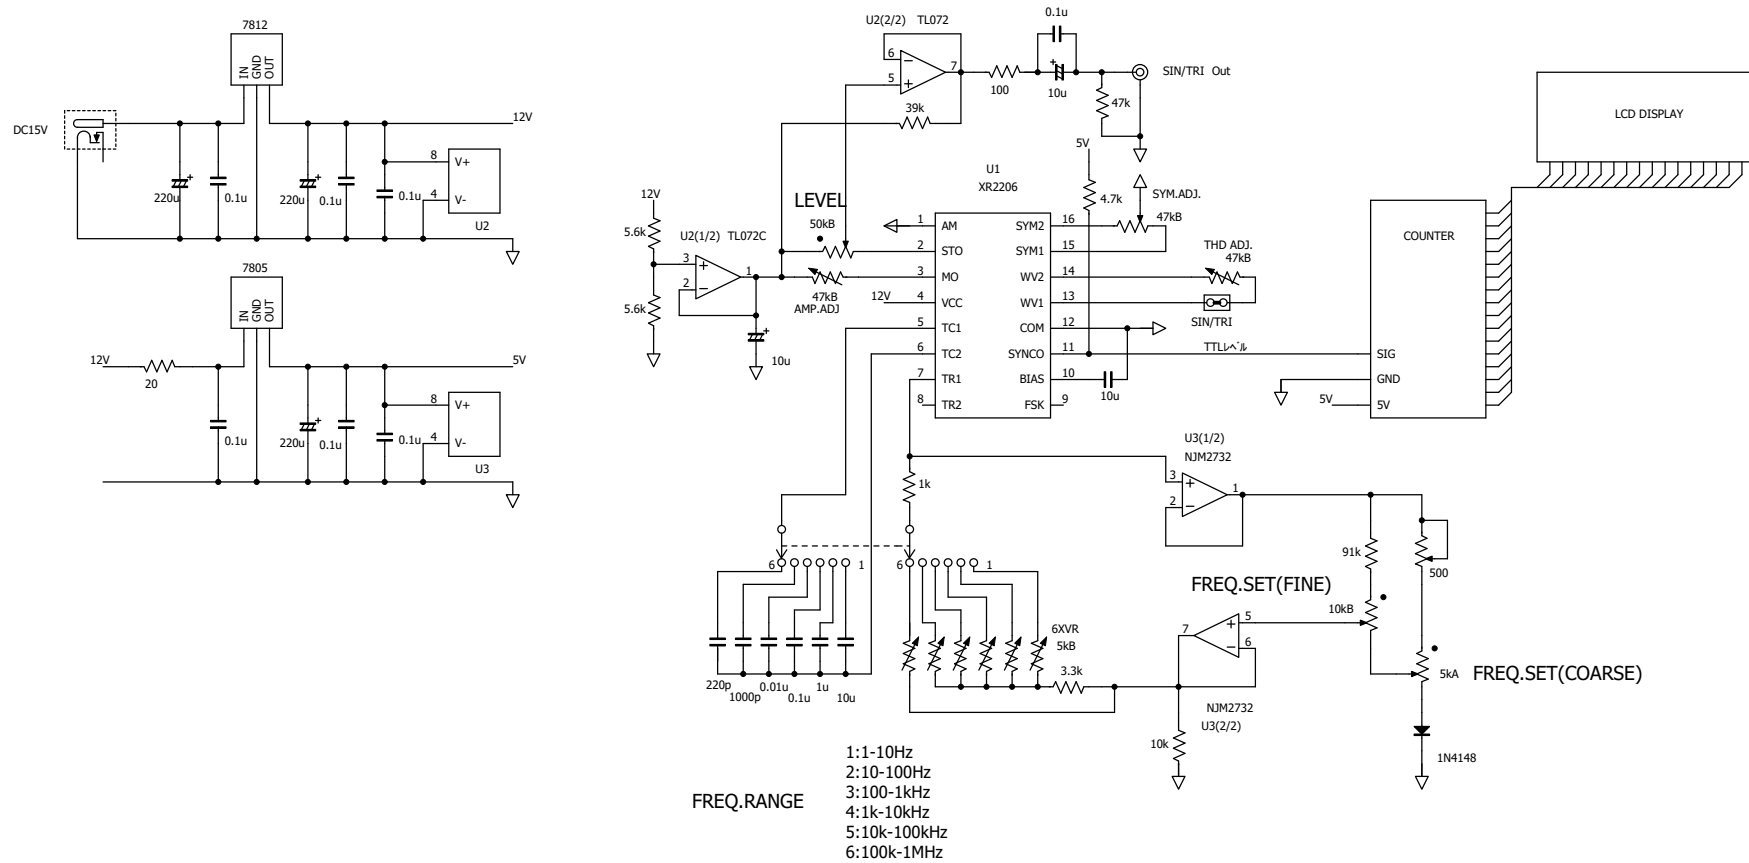 7812
IN
GND
OUT
DC15V
12V
220u
+
0.1u
220u
+
0.1u
0.1u
8
V+
4
V-
U2
7805
IN
GND
OUT
12V
20
5V
0.1u
220u
+
0.1u
0.1u
8
V+
4
V-
U3
U2(2/2) TL072
6
5
7
39k
100
0.1u
+
10u
47k
SIN/TRI Out
12V
5.6k
5.6k
U2(1/2) TL072C
3
2
1
+
10u
LEVEL
50kB
47kB
AMP.ADJ
12V
U1
XR2206
1 AM
2 STO
3 MO
4 VCC
5 TC1
6 TC2
7 TR1
8 TR2
SYM2 16
SYM1 15
WV2 14
WV1 13
COM 12
SYNCO 11
BIAS 10
FSK 9
5V
4.7k
SYM.ADJ.
47kB
THD ADJ.
47kB
SIN/TRI
TTLレベル
10u
LCD DISPLAY
COUNTER
SIG
GND
5V
5V
1k
6
1
6
1
220p
1000p
0.01u
0.1u
1u
10u
6XVR
5kB
3.3k
U3(1/2)
NJM2732
3
2
1
91k
500
FREQ.SET(FINE)
10kB
7
5
6
NJM2732
U3(2/2)
10k
5kA
FREQ.SET(COARSE)
1N4148
FREQ.RANGE
1:1-10Hz
2:10-100Hz
3:100-1kHz
4:1k-10kHz
5:10k-100kHz
6:100k-1MHz